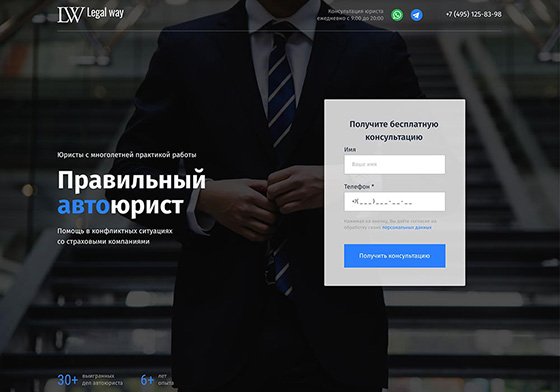 LW Legal way
Консультация юриста
ежедневно с 9:00 до 20:00
+7 (495) 125-83-98
Юристы с многолетней практикой работы
Правильный
автоюрист
Помощь в конфликтных ситуациях
со страховыми компаниями
Получите бесплатную
консультацию
Имя
Ваше имя
Телефон *
+7(___)___-__-__
Нажимая на кнопку, Вы даёте согласие на
обработку своих персональных данных
Получить консультацию
30+ выигранных
дел автоюриста
6+ лет
опыта